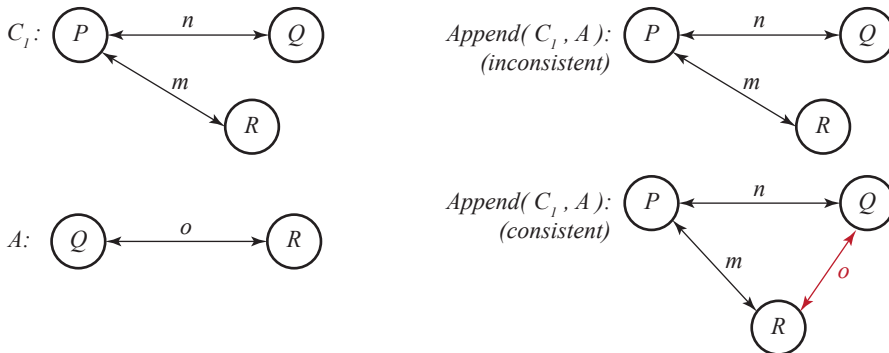 C₁: P n Q
m
R
A: Q o R
Append( C₁ , A ): P n Q
(inconsistent)
m
R
Append( C₁ , A ): P n Q
(consistent)
m o
R